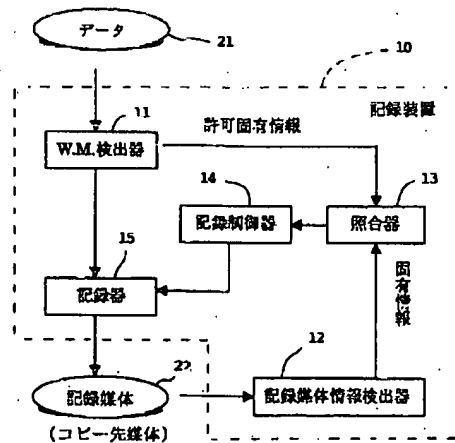 データ
21
10
記録装置
11
W.M.検出器
許可固有情報
14
13
記録制御器
照合器
15
記録器
固有情報
22
12
記録媒体
記録媒体情報検出器
(コピー先媒体)